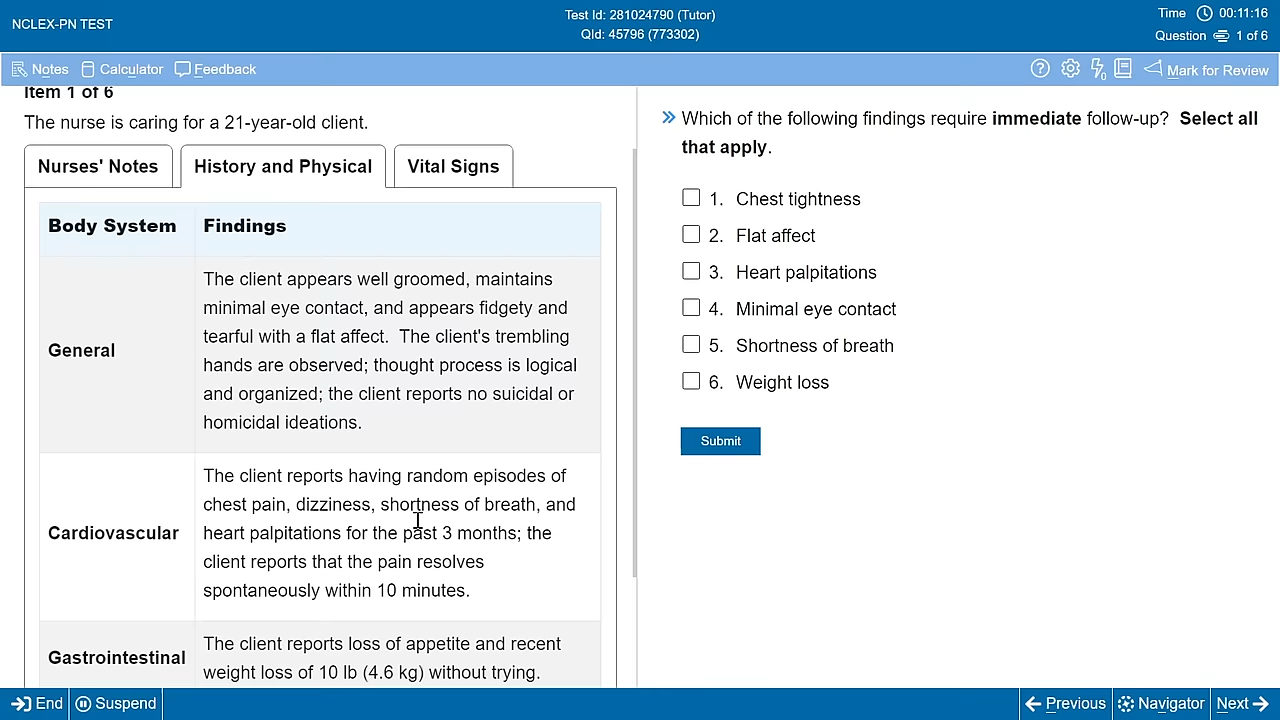 NCLEX-PN TEST
Test Id: 281024790 (Tutor)
QId: 45796 (773302)
Time 00:11:16
Question 1 of 6
Notes Calculator Feedback
Mark for Review
Item 1 of 6
The nurse is caring for a 21-year-old client.
Nurses' Notes History and Physical Vital Signs
Body System Findings
General
The client appears well groomed, maintains
minimal eye contact, and appears fidgety and
tearful with a flat affect. The client's trembling
hands are observed; thought process is logical
and organized; the client reports no suicidal or
homicidal ideations.
Cardiovascular
The client reports having random episodes of
chest pain, dizziness, shortness of breath, and
heart palpitations for the past 3 months; the
client reports that the pain resolves
spontaneously within 10 minutes.
Gastrointestinal
The client reports loss of appetite and recent
weight loss of 10 lb (4.6 kg) without trying.
Which of the following findings require immediate follow-up? Select all
that apply.
1. Chest tightness
2. Flat affect
3. Heart palpitations
4. Minimal eye contact
5. Shortness of breath
6. Weight loss
Submit
End Suspend Previous Navigator Next